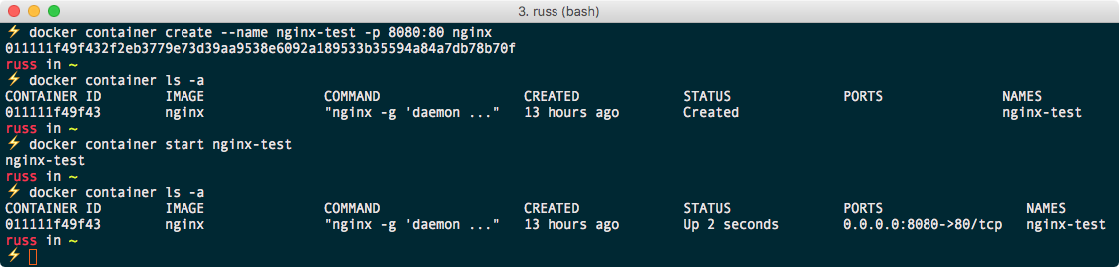 3. russ (bash)
⚡ docker container create --name nginx-test -p 8080:80 nginx
011111f49f432f2eb3779e73d39aa9538e6092a189533b35594a84a7db78b70f
russ in ~
⚡ docker container ls -a
CONTAINER ID        IMAGE               COMMAND                  CREATED             STATUS              PORTS               NAMES
011111f49f43        nginx               "nginx -g 'daemon ..."   13 hours ago        Created                                 nginx-test
russ in ~
⚡ docker container start nginx-test
nginx-test
russ in ~
⚡ docker container ls -a
CONTAINER ID        IMAGE               COMMAND                  CREATED             STATUS              PORTS                  NAMES
011111f49f43        nginx               "nginx -g 'daemon ..."   13 hours ago        Up 2 seconds        0.0.0.0:8080->80/tcp   nginx-test
russ in ~
⚡